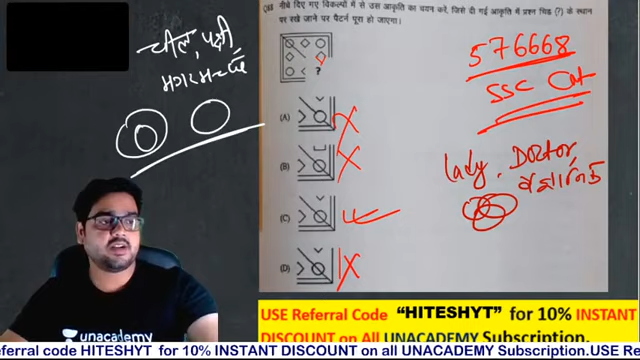 Q68 नीचे दिए गए विकल्पों में से उस आकृति का चयन करें, जिसे दी गई आकृति में प्रश्न चिह्न (?) के स्थान
पर रखे जाने पर पैटर्न पूरा हो जाएगा।
?
(A)
(B)
(C)
(D)
चील, पक्षी
मगरमच्छ
576668
SSC
Lady, Doctor,
USE Referral Code “HITESHYT” for 10% INSTANT
DISCOUNT on All UNACADEMY Subscription.
unacademy
eferral code HITESHYT for 10% INSTANT DISCOUNT on all UNACADEMY Subscription.USE R